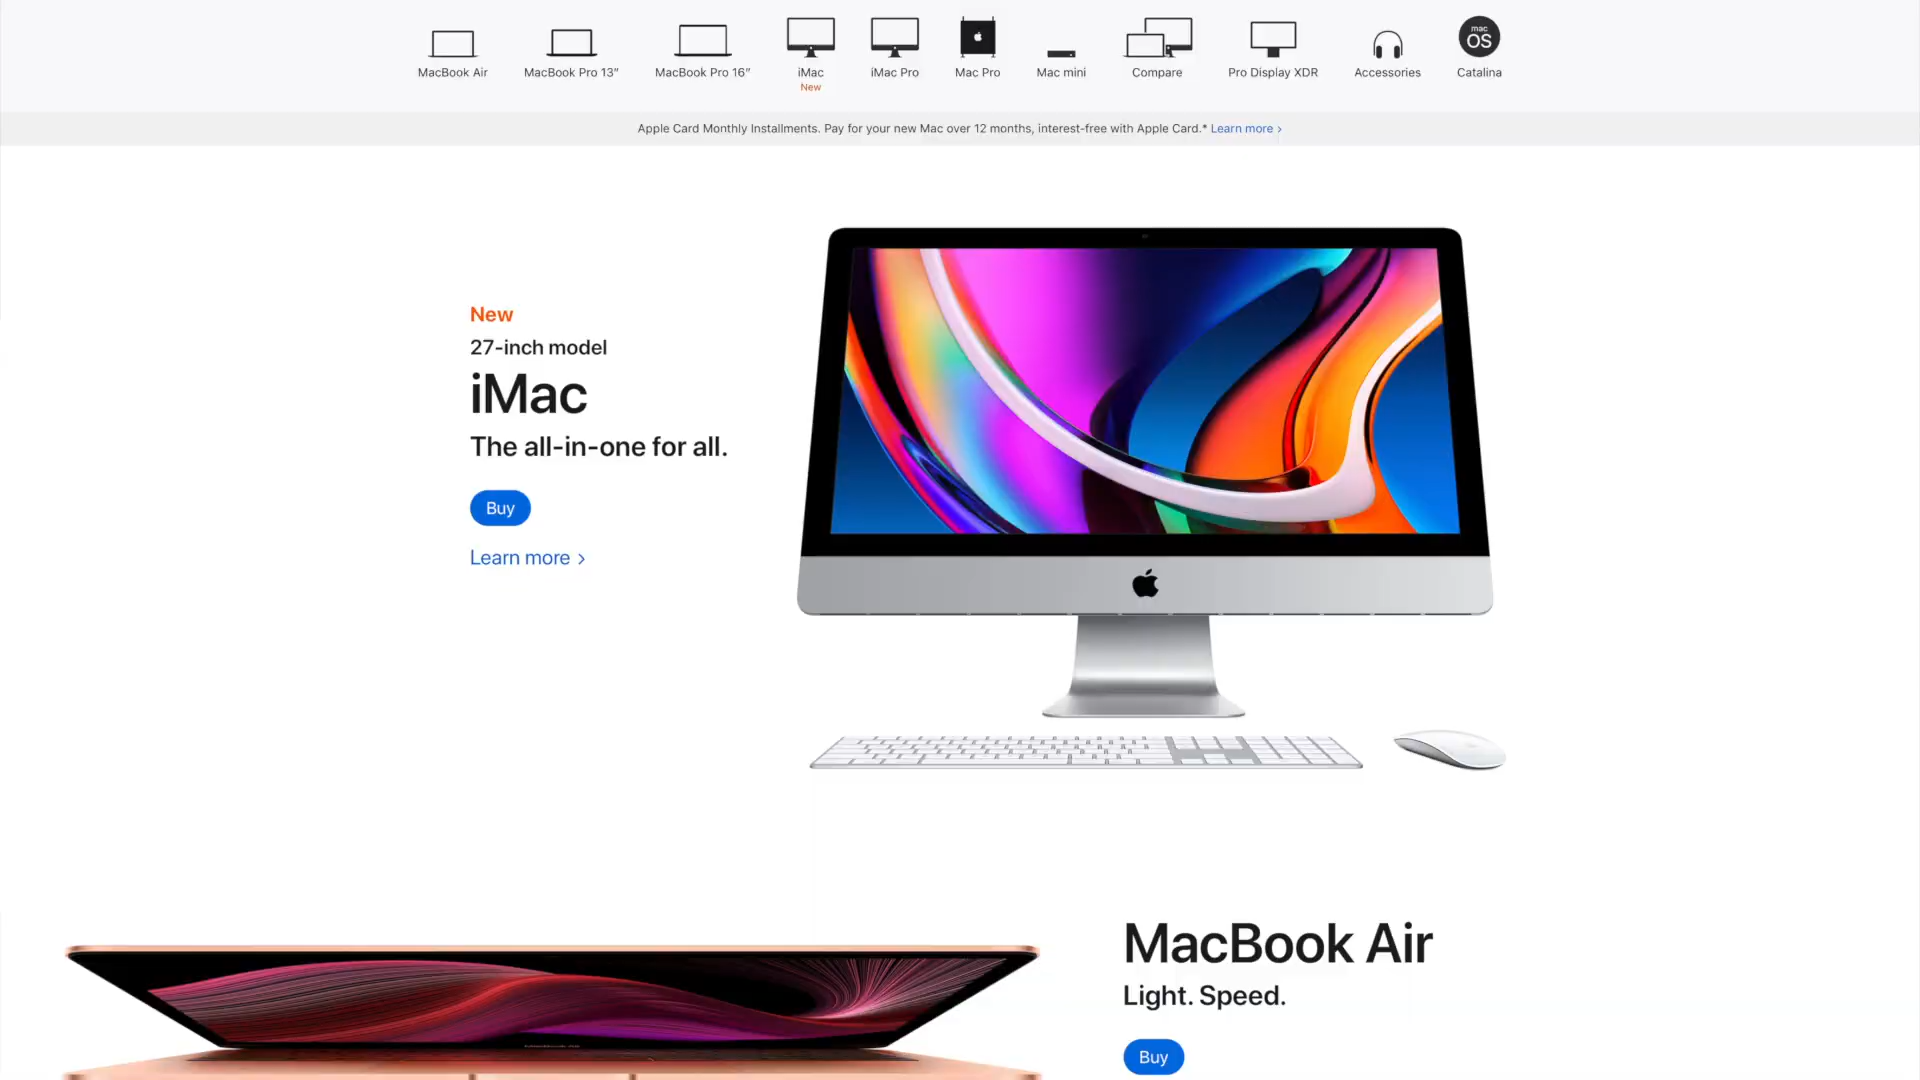 MacBook Air
MacBook Pro 13″
MacBook Pro 16″
iMac
New
iMac Pro
Mac Pro
Mac mini
Compare
Pro Display XDR
Accessories
mac
OS
Catalina
Apple Card Monthly Installments. Pay for your new Mac over 12 months, interest-free with Apple Card.* Learn more >
New
27-inch model
iMac
The all-in-one for all.
Buy
Learn more >
MacBook Air
MacBook Air
Light. Speed.
Buy